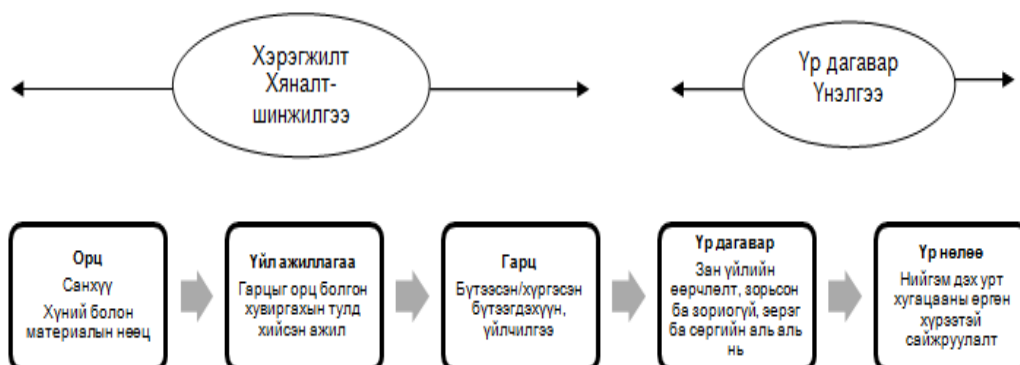 Хэрэгжилт
Хяналт-
шинжилгээ
Үр дагавар
Үнэлгээ
Орц
Санхүү
Хүний болон
материалын нөөц
Үйл ажиллагаа
Гарцыг орц болгон
хувиргахын тулд
хийсэн ажил
Гарц
Бүтээсэн/хүргэсэн
бүтээгдэхүүн,
үйлчилгээ
Үр дагавар
Зан үйлийн
өөрчлөлт, зорьсон
ба зориогүй, эерэг
ба сөргийн аль аль
нь
Үр нөлөө
Нийгэм дэх урт
хугацааны өргөн
хүрээтэй
сайжруулалт